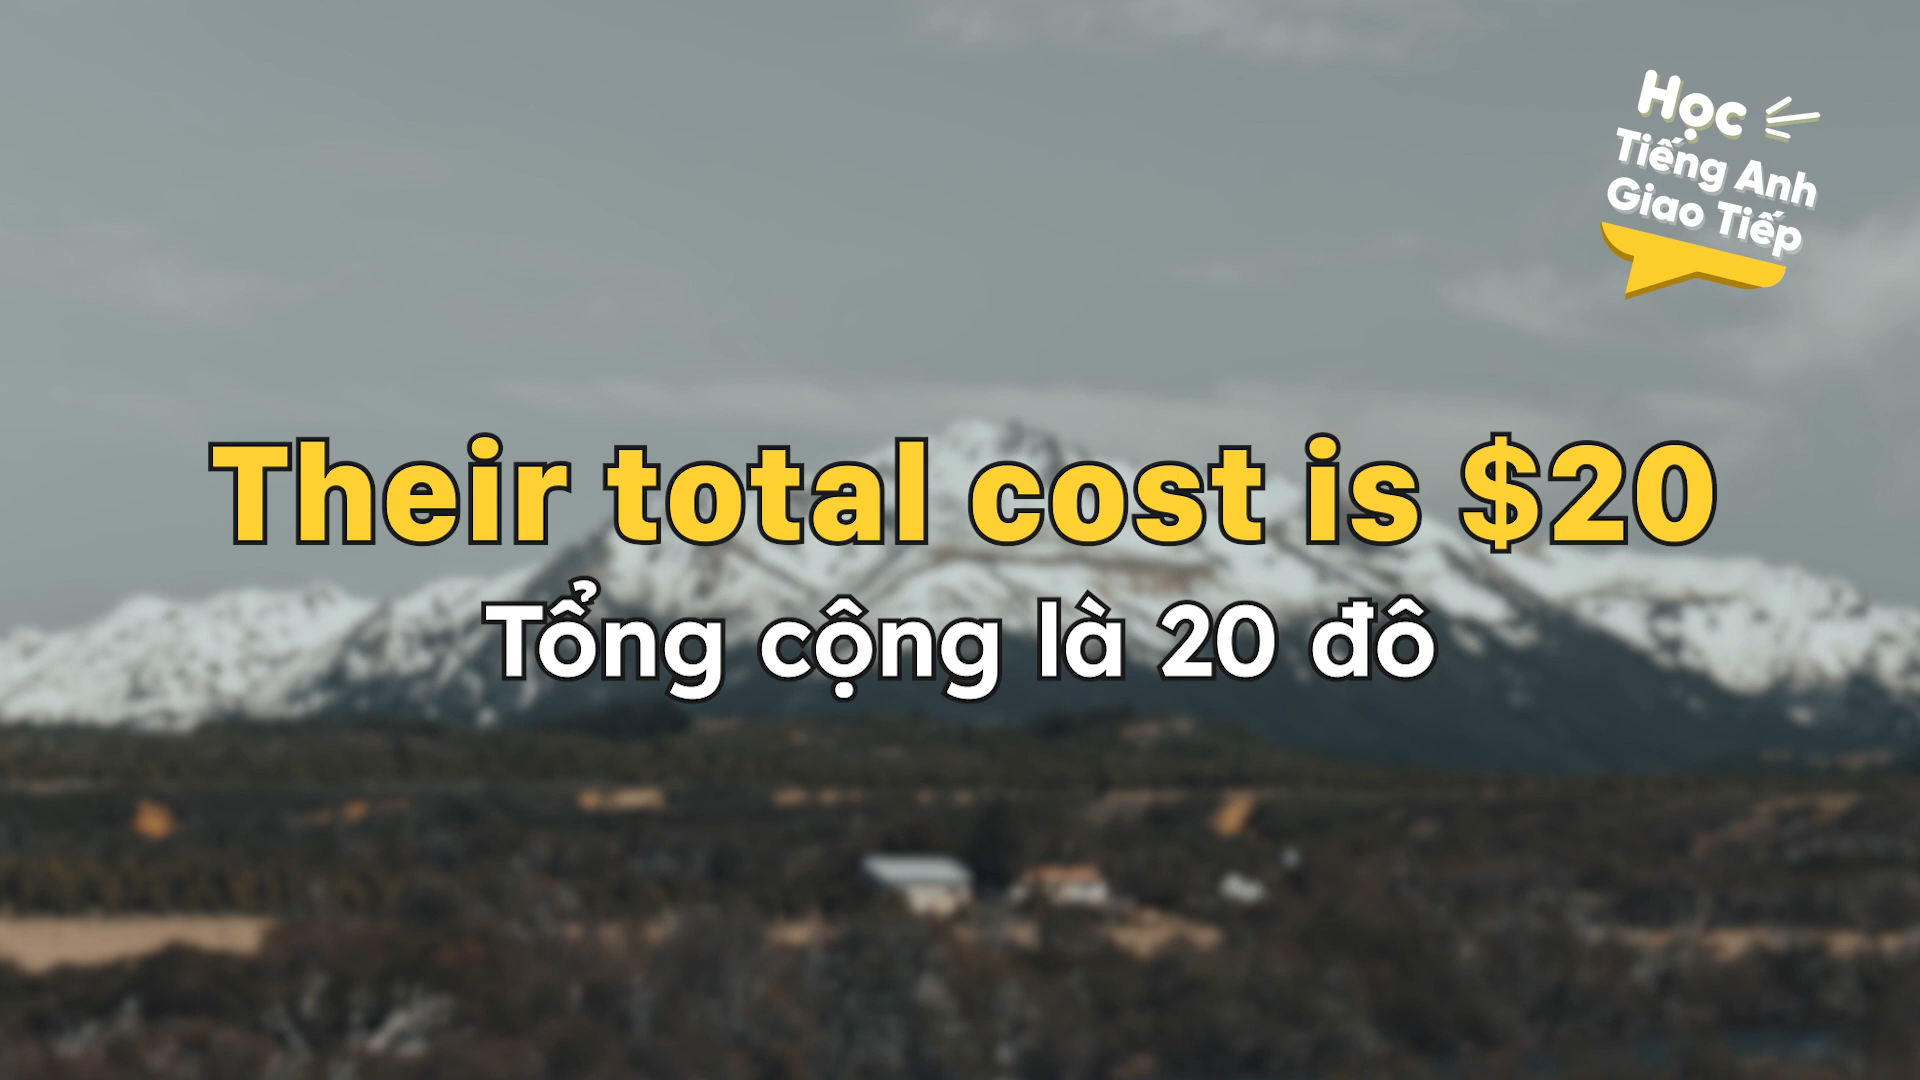 Học
Tiếng Anh
Giao Tiếp
Their total cost is $20
Tổng cộng là 20 đô